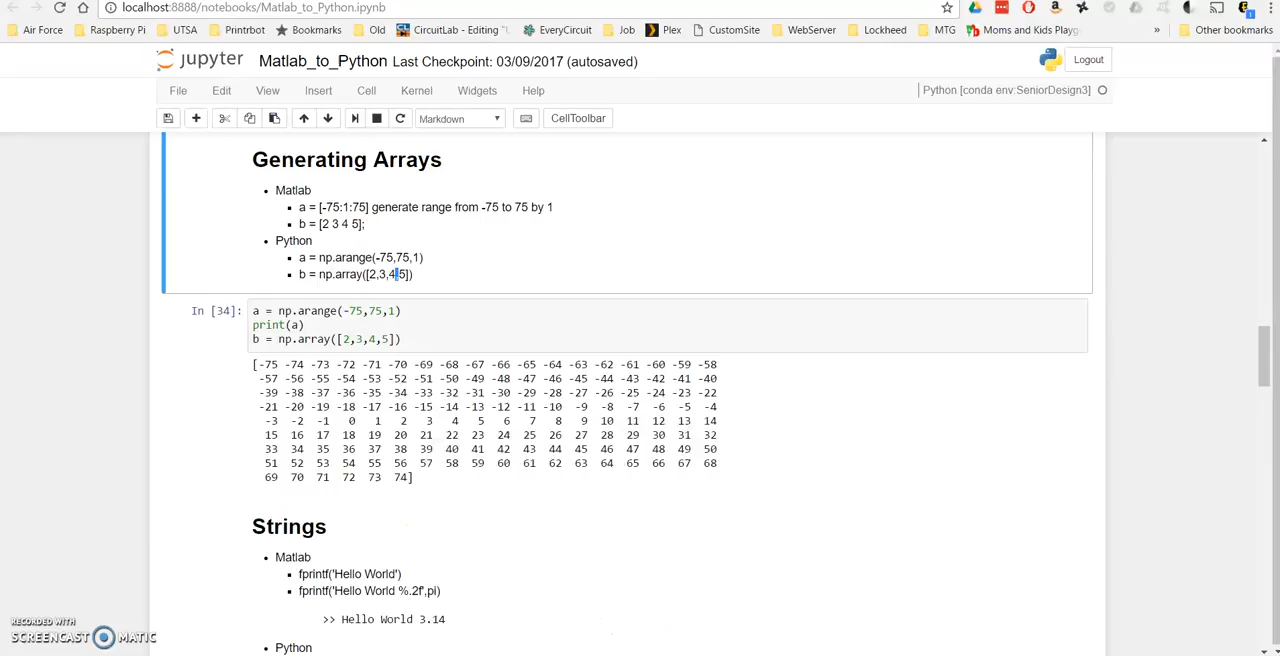 localhost:8888/notebooks/Matlab_to_Python.ipynb
Air Force Raspberry Pi UTSA Printrbot Bookmarks Old CircuitLab - Editing EveryCircuit Job Plex CustomSite WebServer Lockheed MTG Moms and Kids Playg » Other bookmarks
jupyter Matlab_to_Python Last Checkpoint: 03/09/2017 (autosaved) Logout
File Edit View Insert Cell Kernel Widgets Help Python [conda env:SeniorDesign3]
Markdown CellToolbar
Generating Arrays
• Matlab
▪ a = [-75:1:75] generate range from -75 to 75 by 1
▪ b = [2 3 4 5];
• Python
▪ a = np.arange(-75,75,1)
▪ b = np.array([2,3,4,5])
In [34]: a = np.arange(-75,75,1)
print(a)
b = np.array([2,3,4,5])
[-75 -74 -73 -72 -71 -70 -69 -68 -67 -66 -65 -64 -63 -62 -61 -60 -59 -58
-57 -56 -55 -54 -53 -52 -51 -50 -49 -48 -47 -46 -45 -44 -43 -42 -41 -40
-39 -38 -37 -36 -35 -34 -33 -32 -31 -30 -29 -28 -27 -26 -25 -24 -23 -22
-21 -20 -19 -18 -17 -16 -15 -14 -13 -12 -11 -10 -9 -8 -7 -6 -5 -4
-3 -2 -1 0 1 2 3 4 5 6 7 8 9 10 11 12 13 14
15 16 17 18 19 20 21 22 23 24 25 26 27 28 29 30 31 32
33 34 35 36 37 38 39 40 41 42 43 44 45 46 47 48 49 50
51 52 53 54 55 56 57 58 59 60 61 62 63 64 65 66 67 68
69 70 71 72 73 74]
Strings
• Matlab
▪ fprintf('Hello World')
▪ fprintf('Hello World %.2f',pi)
>> Hello World 3.14
• Python
RECORDED WITH
SCREENCAST MATIC